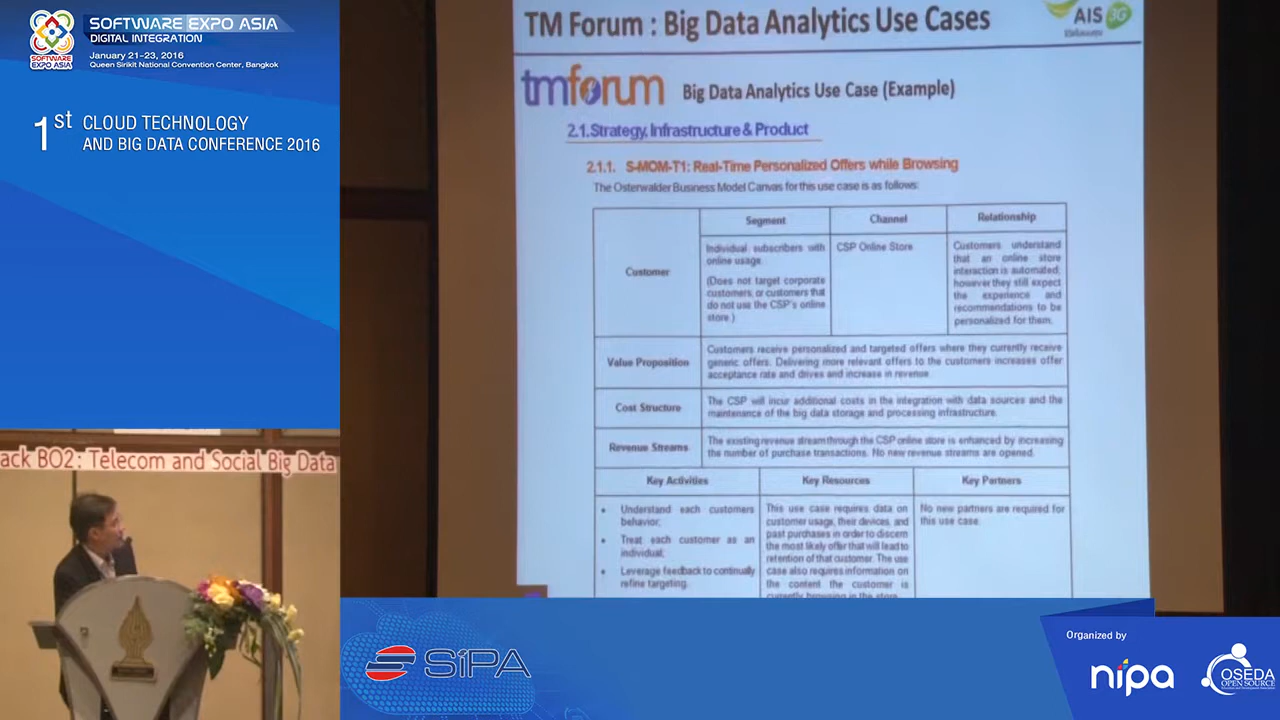 SOFTWARE EXPO ASIA
DIGITAL INTEGRATION
January 21-23, 2016
Queen Sirikit National Convention Center, Bangkok
SOFTWARE
EXPO ASIA
1st CLOUD TECHNOLOGY
AND BIG DATA CONFERENCE 2016
ack BO2: Telecom and Social Big Data
TM Forum : Big Data Analytics Use Cases
AIS 3G
tmforum Big Data Analytics Use Case (Example)
2.1.Strategy, Infrastructure & Product
2.1.1. S-MOM-T1: Real-Time Personalized Offers while Browsing
The Osterwalder Business Model Canvas for this use case is as follows:
Segment Channel Relationship
Customer
Individual subscribers with
online usage.
(Does not target corporate
customers, or customers that
do not use the CSP's online
store.)
CSP Online Store
Customers understand
that an online store
interaction is automated;
however they still expect
the experience and
recommendations to be
personalized for them.
Value Proposition
Customers receive personalized and targeted offers where they currently receive
generic offers. Delivering more relevant offers to the customers increases offer
acceptance rate and drives and increase in revenue.
Cost Structure
The CSP will incur additional costs in the integration with data sources and the
maintenance of the big data storage and processing infrastructure.
Revenue Streams
The existing revenue stream through the CSP online store is enhanced by increasing
the number of purchase transactions. No new revenue streams are opened.
Key Activities Key Resources Key Partners
• Understand each customers
behavior;
• Treat each customer as an
individual;
• Leverage feedback to continually
refine targeting.
This use case requires data on
customer usage, their devices, and
past purchases in order to discern
the most likely offer that will lead to
retention of that customer. The use
case also requires information on
the content the customer is
currently browsing in the store.
No new partners are required for
this use case.
SiPA
Organized by
nipa
OSEDA
OPEN SOURCE